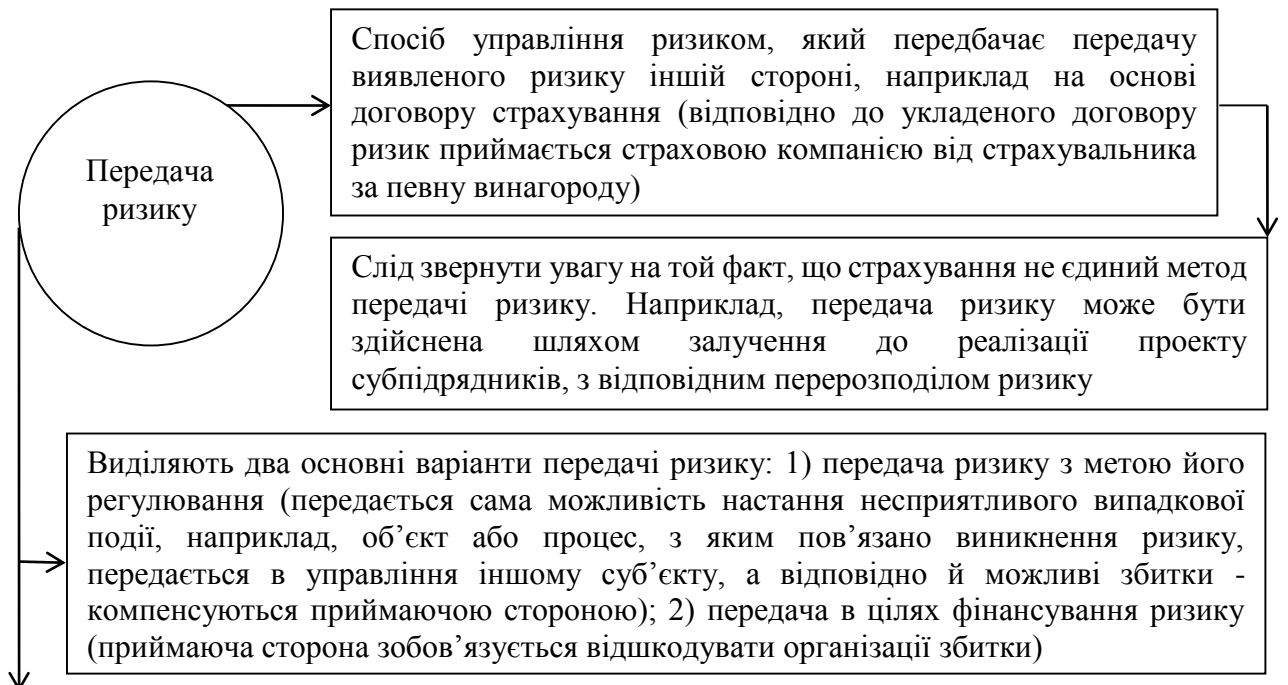 Передача
ризику
Спосіб управління ризиком, який передбачає передачу
виявленого ризику іншій стороні, наприклад на основі
договору страхування (відповідно до укладеного договору
ризик приймається страховою компанією від страхувальника
за певну винагороду)
Слід звернути увагу на той факт, що страхування не єдиний метод
передачі ризику. Наприклад, передача ризику може бути
здійснена шляхом залучення до реалізації проекту
субпідрядників, з відповідним перерозподілом ризику
Виділяють два основні варіанти передачі ризику: 1) передача ризику з метою його
регулювання (передається сама можливість настання несприятливого випадкової
події, наприклад, об’єкт або процес, з яким пов’язано виникнення ризику,
передається в управління іншому суб’єкту, а відповідно й можливі збитки -
компенсуються приймаючою стороною); 2) передача в цілях фінансування ризику
(приймаюча сторона зобов’язується відшкодувати організації збитки)